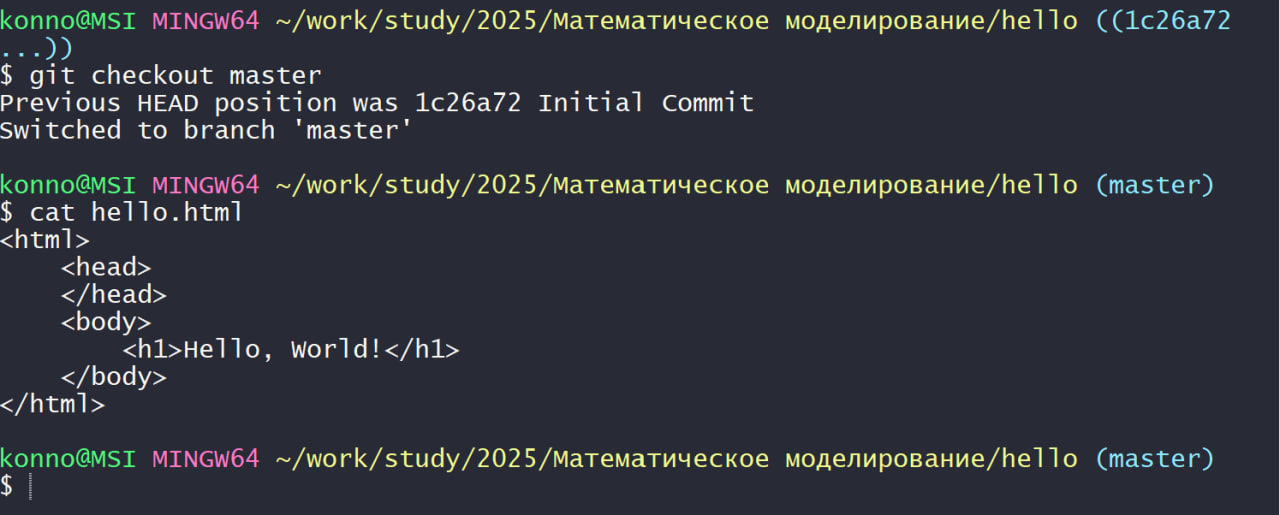 konno@MSI MINGW64 ~/work/study/2025/Математическое моделирование/hello ((1c26a72
...))
$ git checkout master
Previous HEAD position was 1c26a72 Initial Commit
Switched to branch 'master'
konno@MSI MINGW64 ~/work/study/2025/Математическое моделирование/hello (master)
$ cat hello.html
<html>
    <head>
    </head>
    <body>
        <h1>Hello, World!</h1>
    </body>
</html>
konno@MSI MINGW64 ~/work/study/2025/Математическое моделирование/hello (master)
$